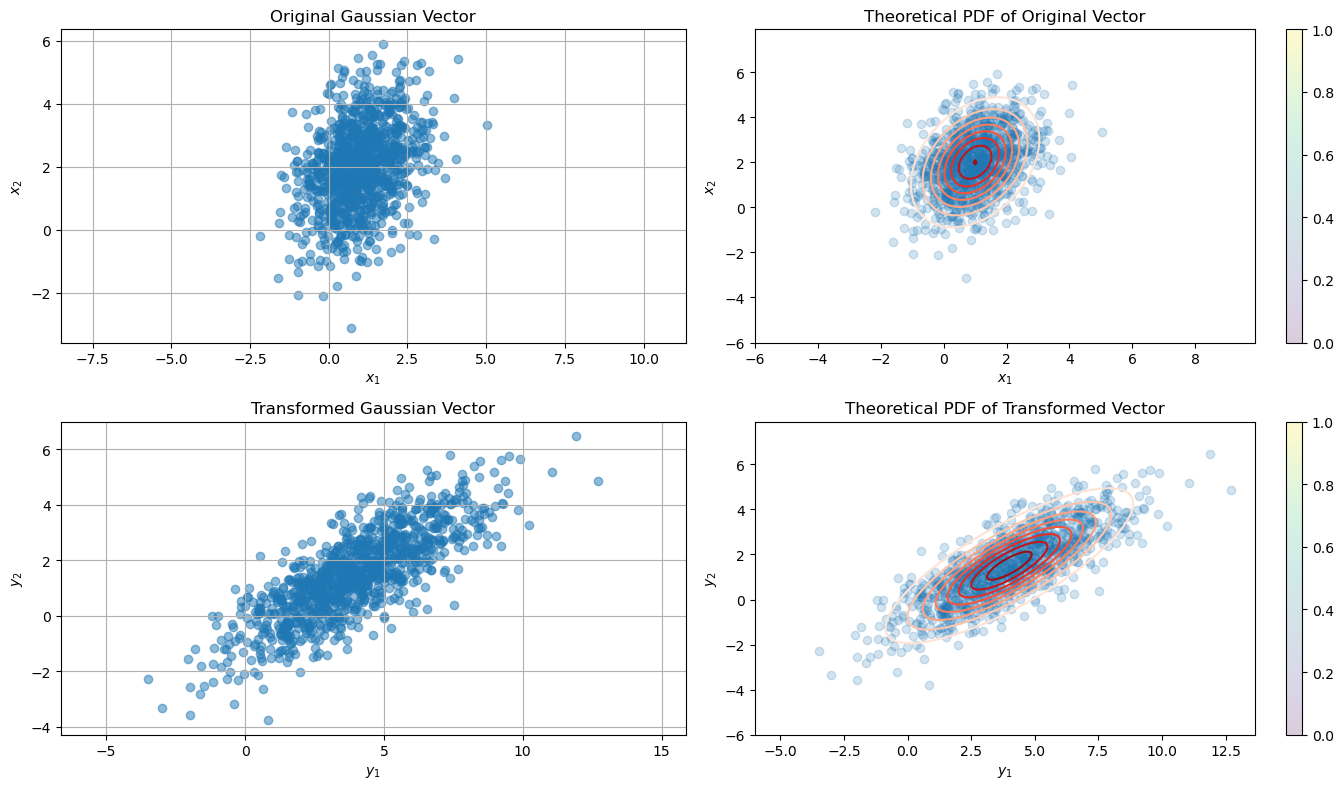 Original Gaussian Vector
6
4
2
0
−2
x₂
−7.5 −5.0 −2.5 0.0 2.5 5.0 7.5 10.0
x₁
Theoretical PDF of Original Vector
6
4
2
0
−2
−4
−6
x₂
−6 −4 −2 0 2 4 6 8
x₁
1.0
0.8
0.6
0.4
0.2
0.0
Transformed Gaussian Vector
6
4
2
0
−2
−4
y₂
−5 0 5 10 15
y₁
Theoretical PDF of Transformed Vector
6
4
2
0
−2
−4
−6
y₂
−5.0 −2.5 0.0 2.5 5.0 7.5 10.0 12.5
y₁
1.0
0.8
0.6
0.4
0.2
0.0